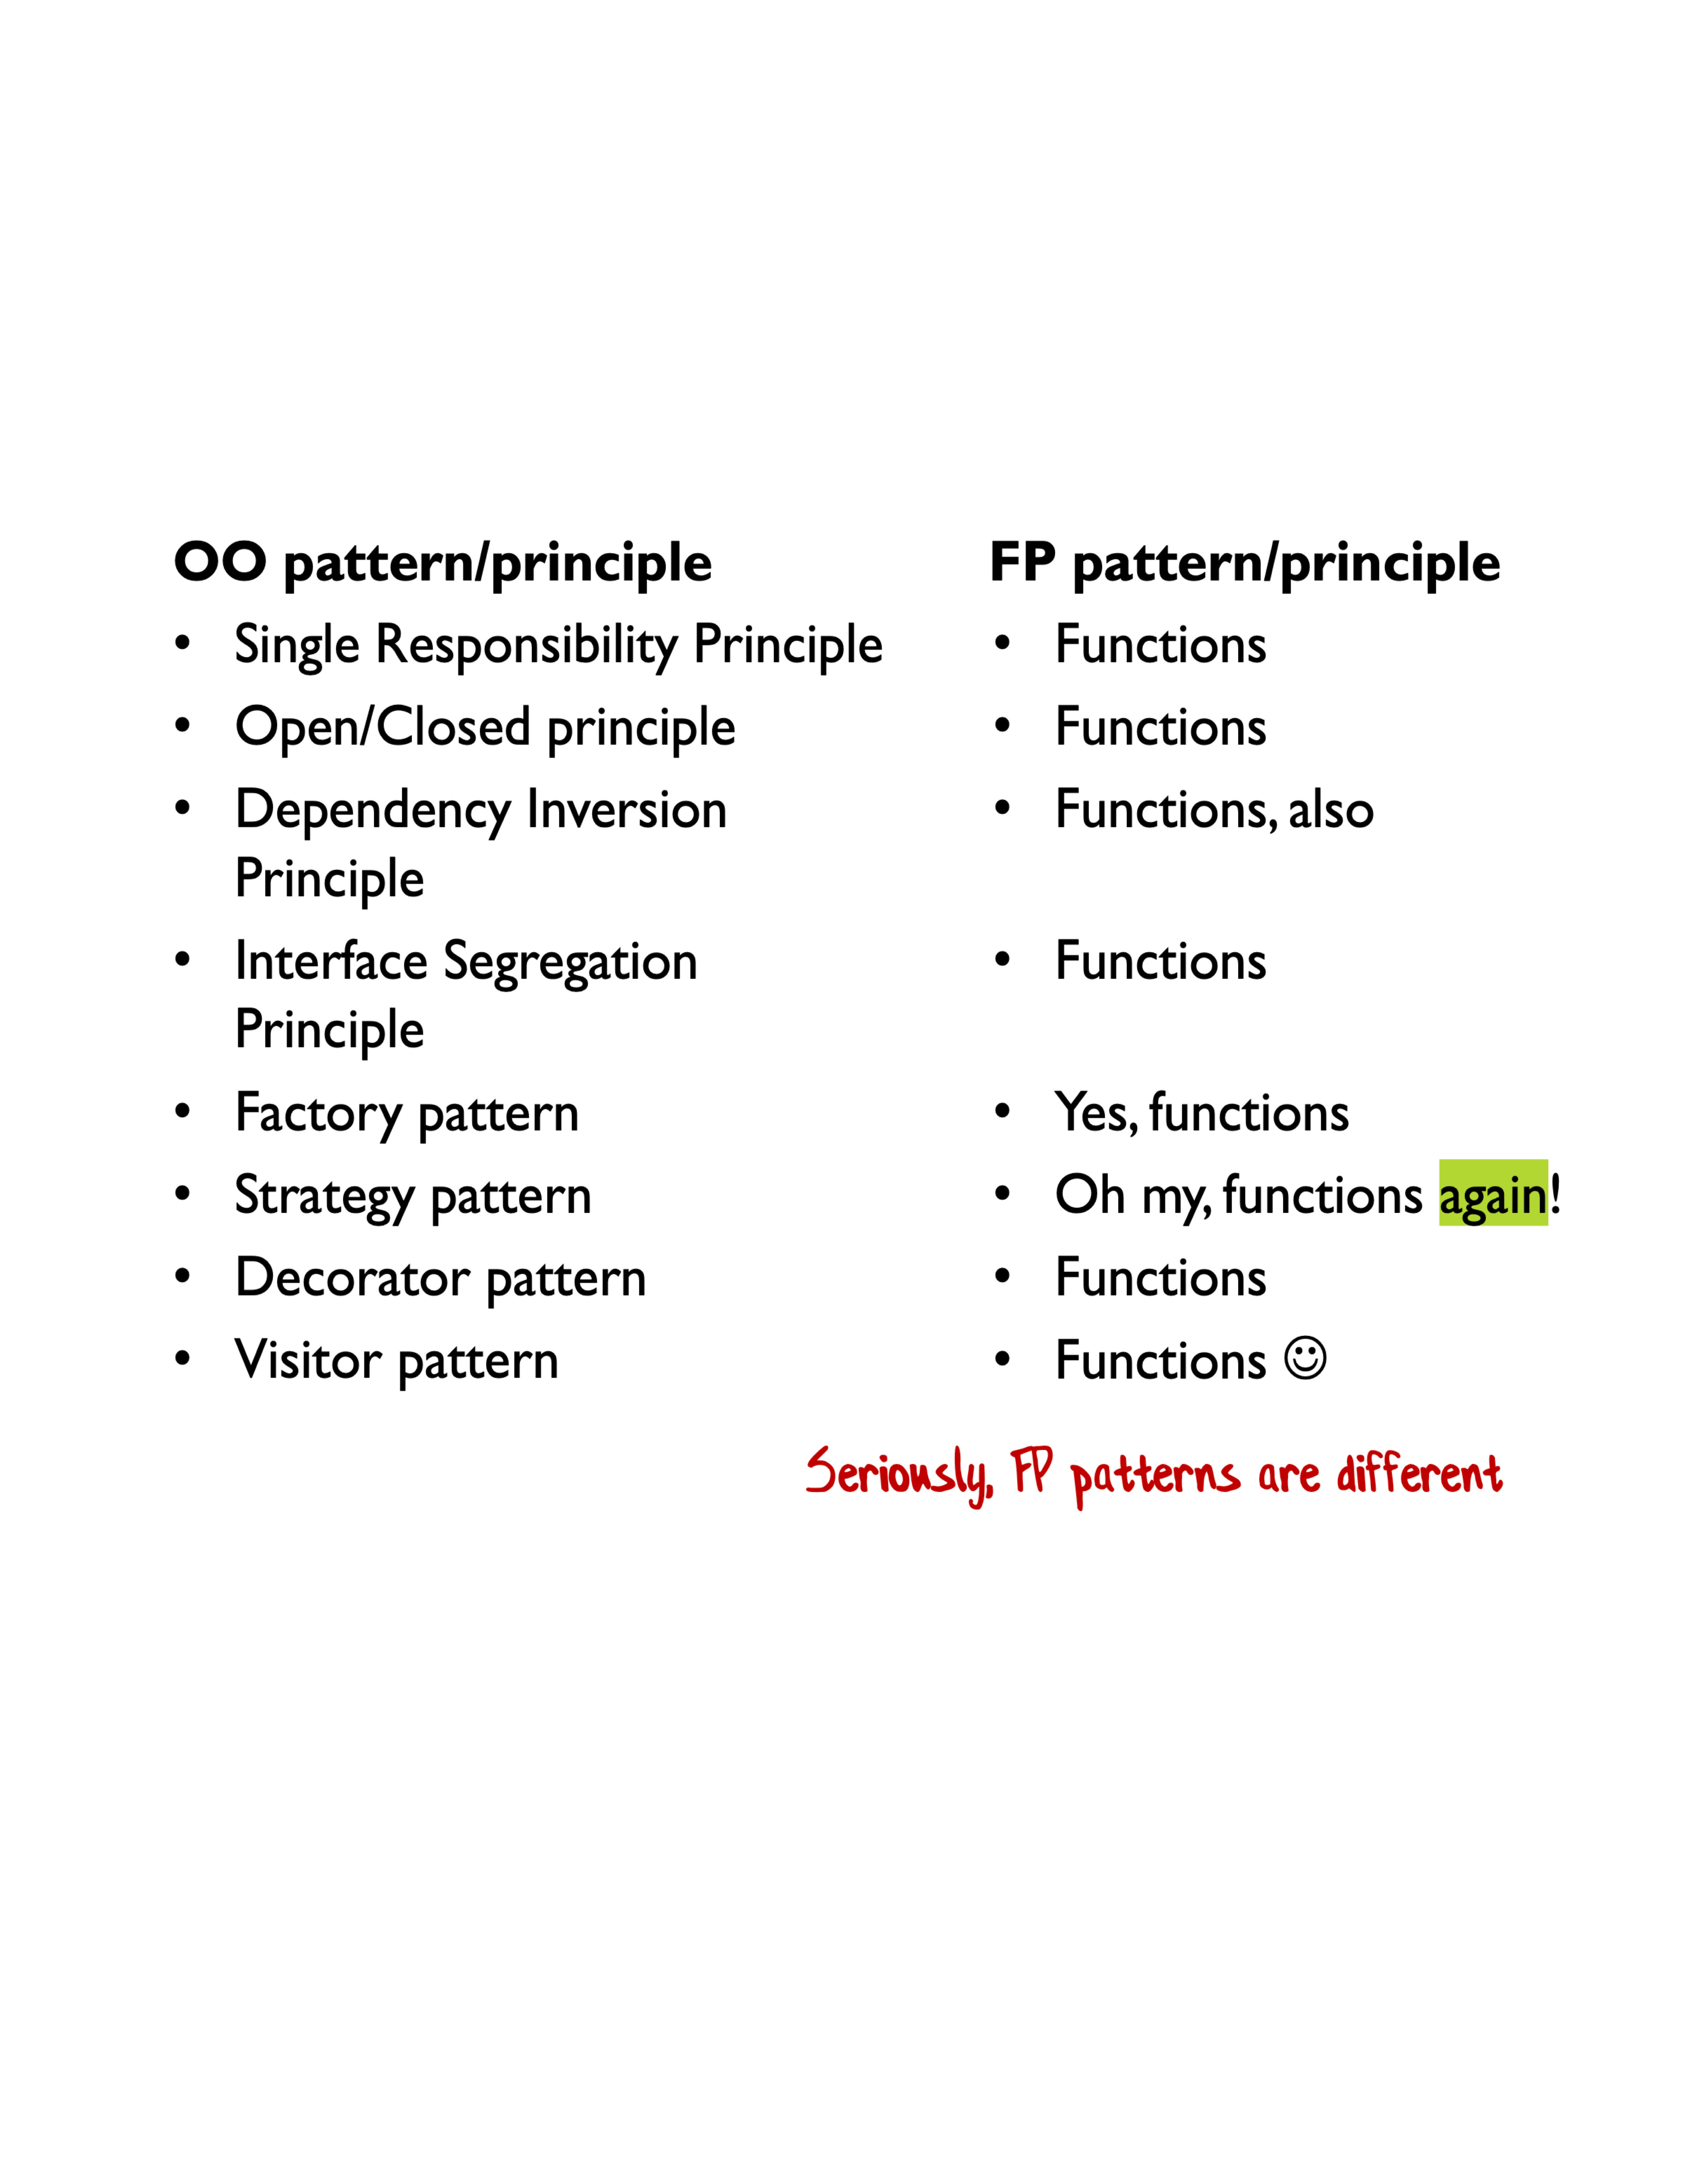 OO pattern/principle
• Single Responsibility Principle
• Open/Closed principle
• Dependency Inversion
Principle
• Interface Segregation
Principle
• Factory pattern
• Strategy pattern
• Decorator pattern
• Visitor pattern
FP pattern/principle
• Functions
• Functions
• Functions, also
• Functions
• Yes, functions
• Oh my, functions again!
• Functions
• Functions ☺
Seriously, FP patterns are different